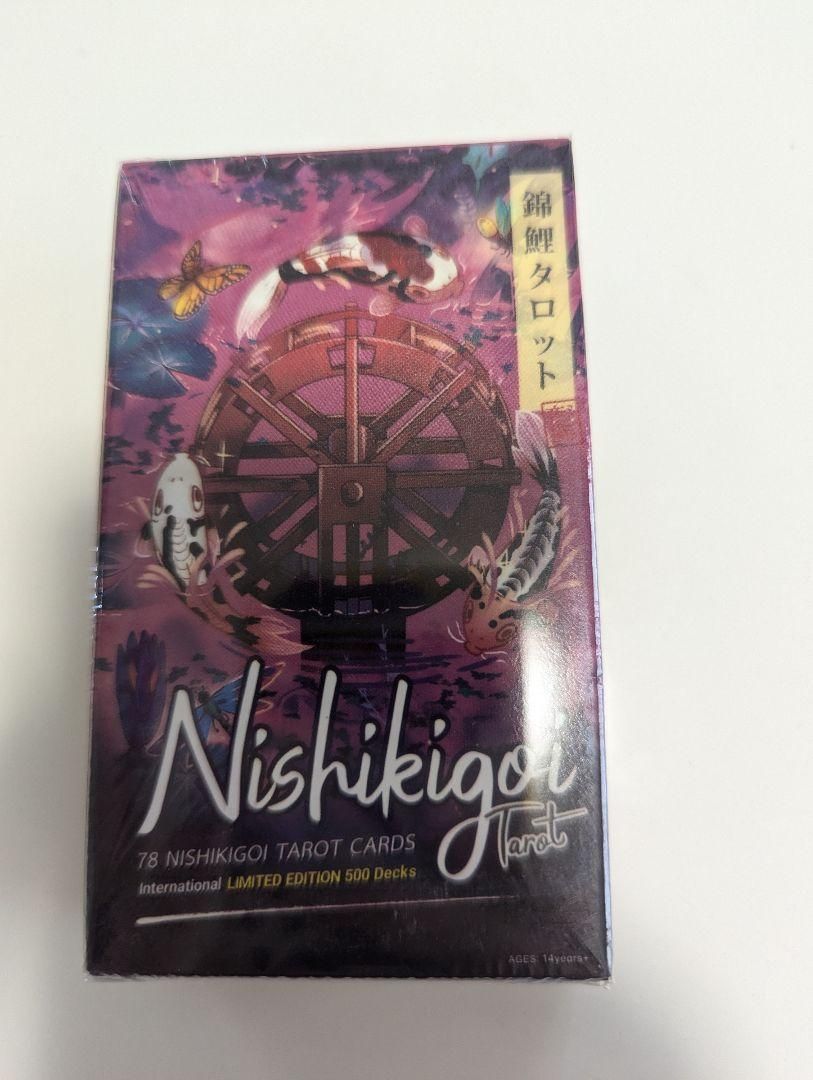 錦鯉タロット
Nishikigoi
Tarot
78 NISHIKIGOI TAROT CARDS
International LIMITED EDITION 500 Decks
AGES: 14years+